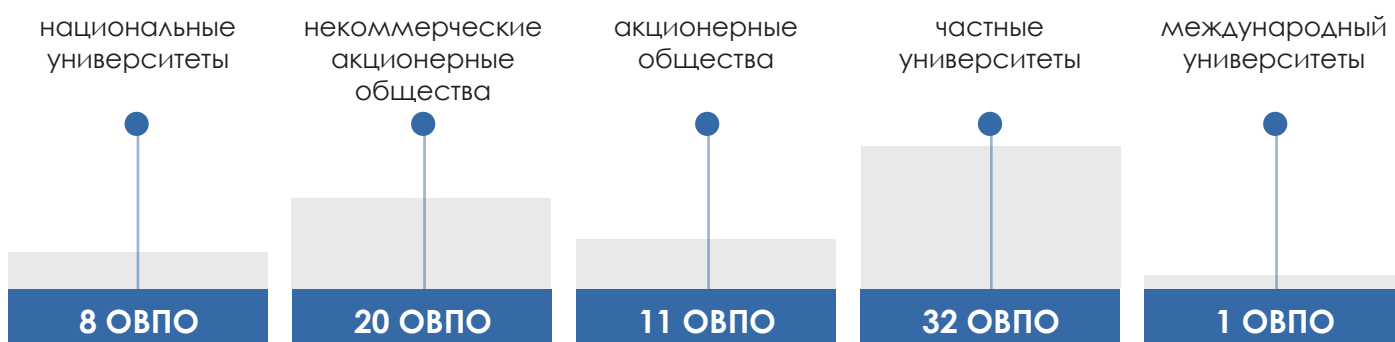 национальные
университеты
некоммерческие
акционерные
общества
акционерные
общества
частные
университеты
международный
университеты
8 ОВПО
20 ОВПО
11 ОВПО
32 ОВПО
1 ОВПО